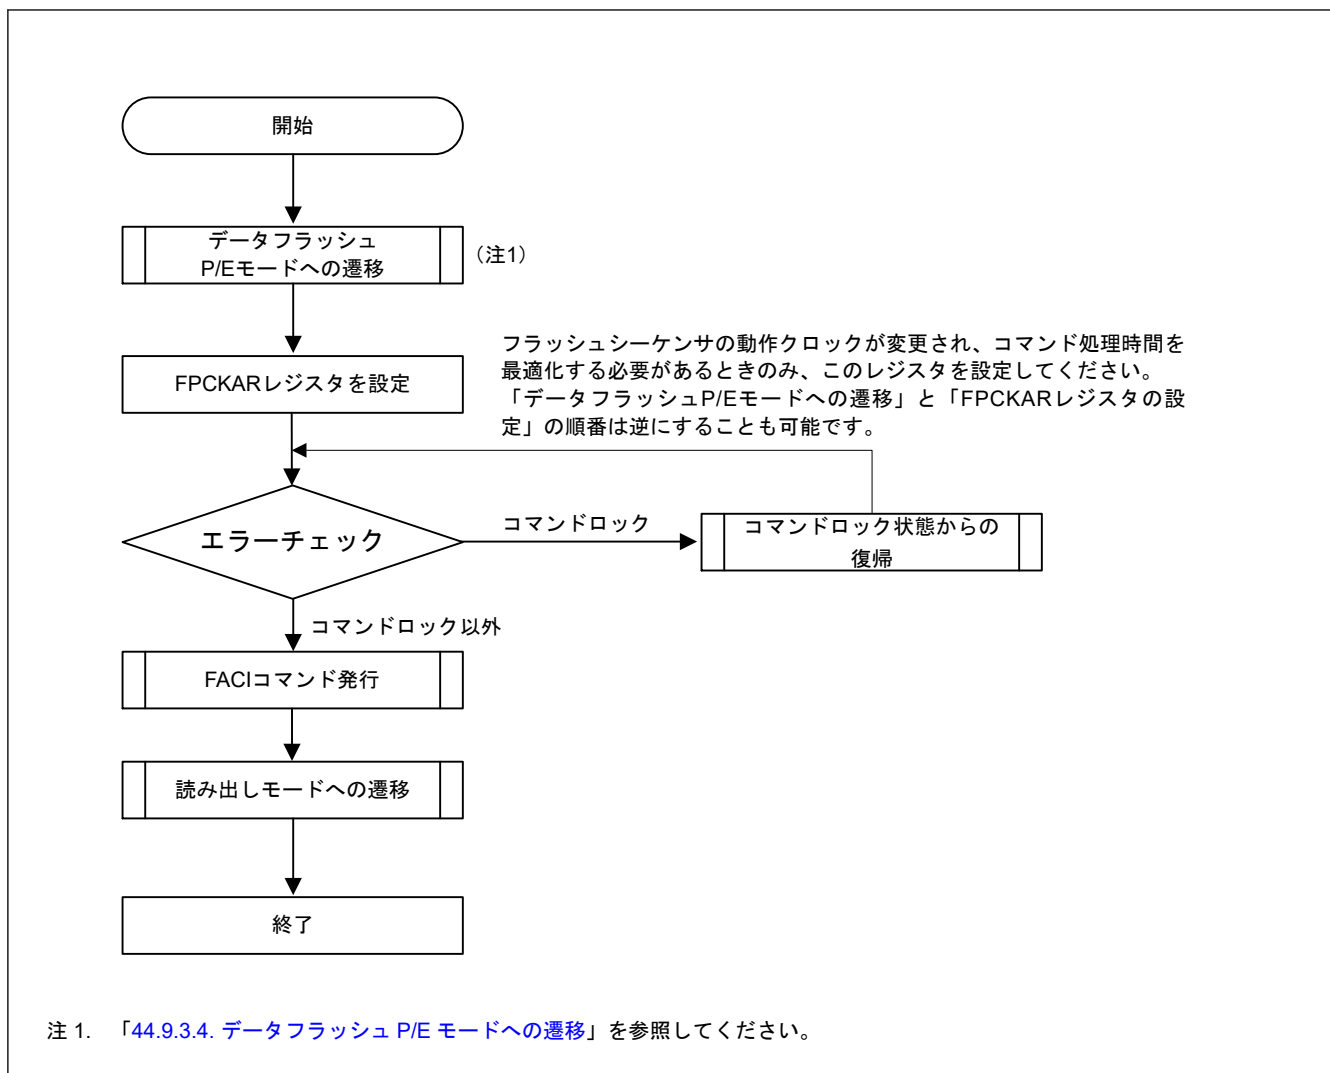 開始
データフラッシュ
P/Eモードへの遷移
（注1）
FPCKARレジスタを設定
フラッシュシーケンサの動作クロックが変更され、コマンド処理時間を
最適化する必要があるときのみ、このレジスタを設定してください。
「データフラッシュP/Eモードへの遷移」と「FPCKARレジスタの設
定」の順番は逆にすることも可能です。
エラーチェック
コマンドロック
コマンドロック状態からの
復帰
コマンドロック以外
FACIコマンド発行
読み出しモードへの遷移
終了
注 1. 「44.9.3.4. データフラッシュ P/E モードへの遷移」を参照してください。